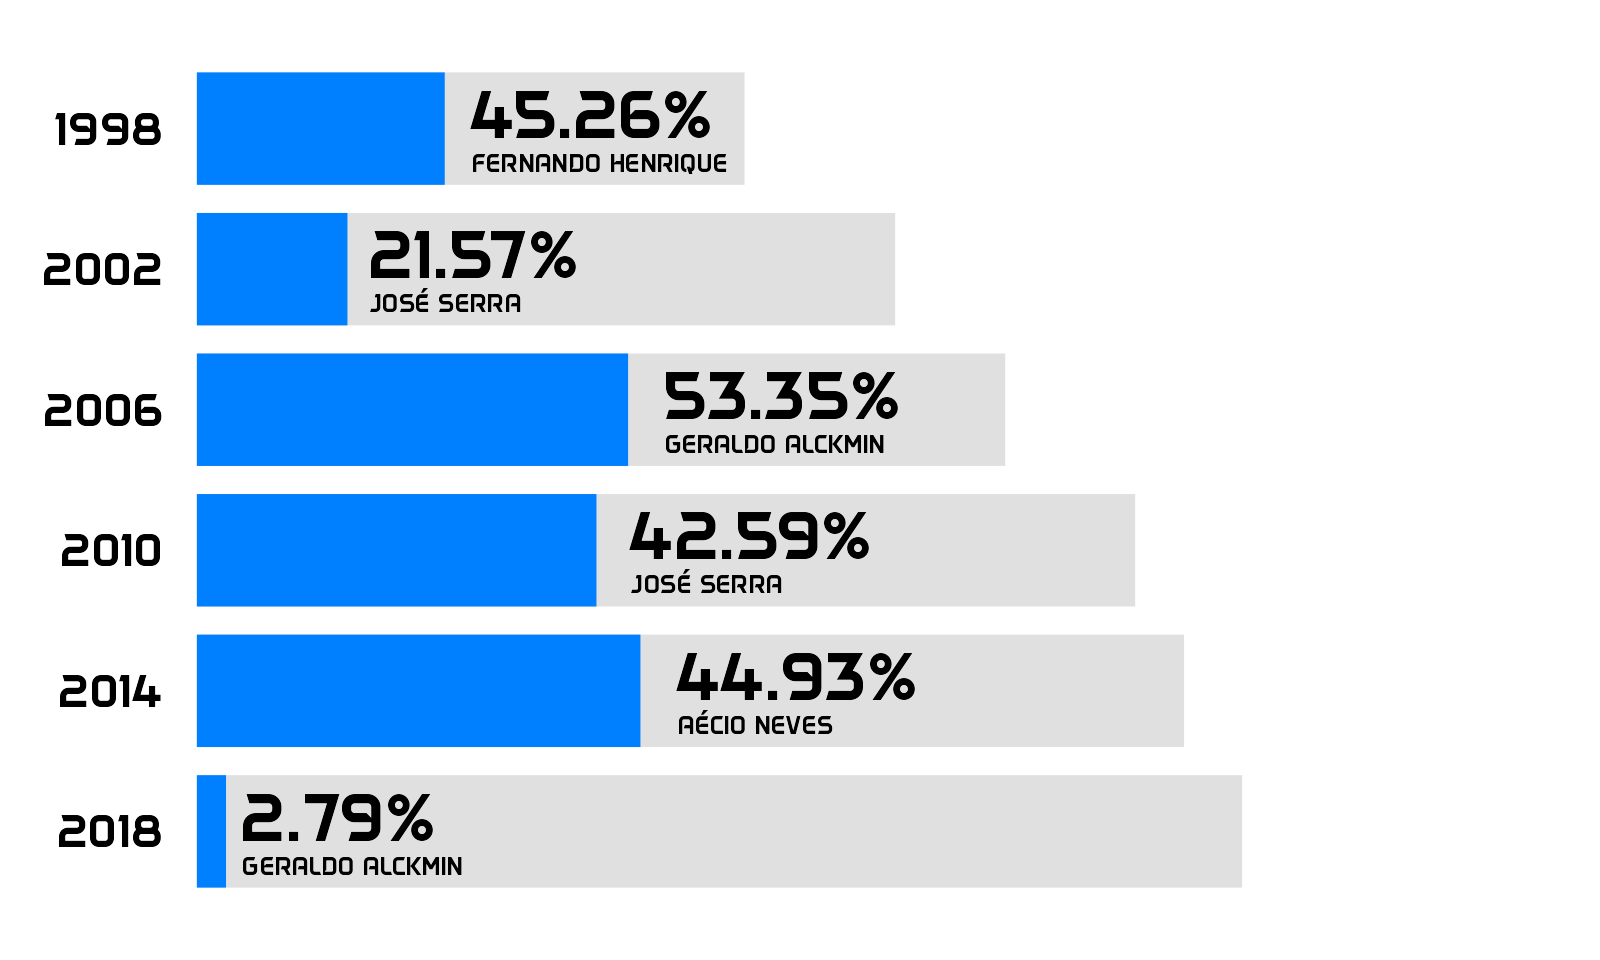 1998
45.26%
FERNANDO HENRIQUE
2002
21.57%
JOSÉ SERRA
2006
53.35%
GERALDO ALCKMIN
2010
42.59%
JOSÉ SERRA
2014
44.93%
AÉCIO NEVES
2018
2.79%
GERALDO ALCKMIN